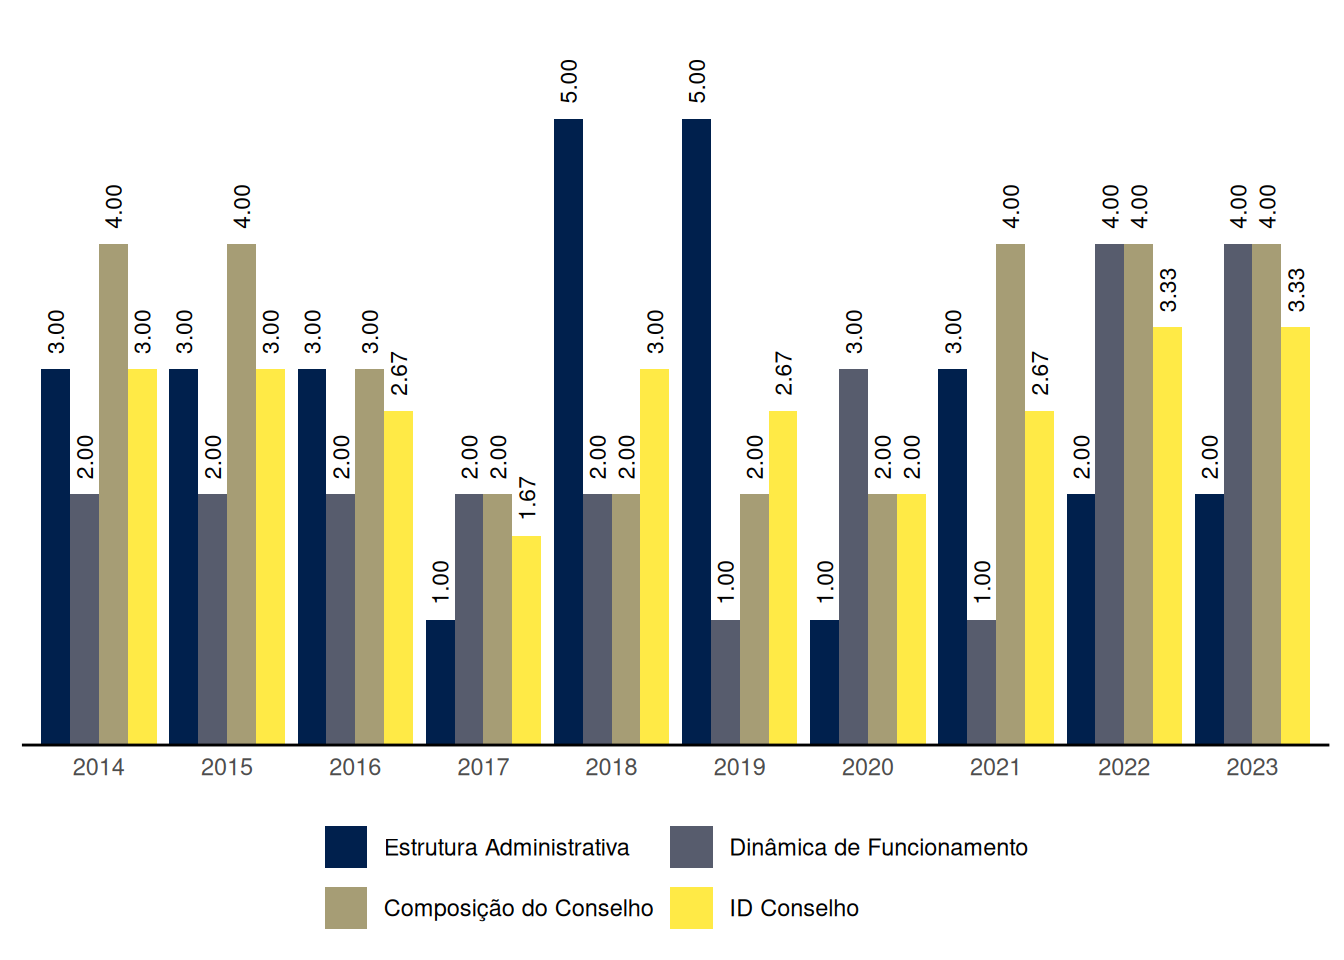 5.00 5.00
4.00 4.00 4.00 4.00 4.00 4.00 4.00
3.33 3.33
3.00 3.00 3.00 3.00 3.00 3.00 3.00 3.00 3.00
2.67 2.67 2.67
2.00 2.00 2.00 2.00 2.00 2.00 2.00 2.00 2.00 2.00 2.00 2.00
1.67
1.00 1.00 1.00 1.00
2014 2015 2016 2017 2018 2019 2020 2021 2022 2023
Estrutura Administrativa Dinâmica de Funcionamento
Composição do Conselho ID Conselho